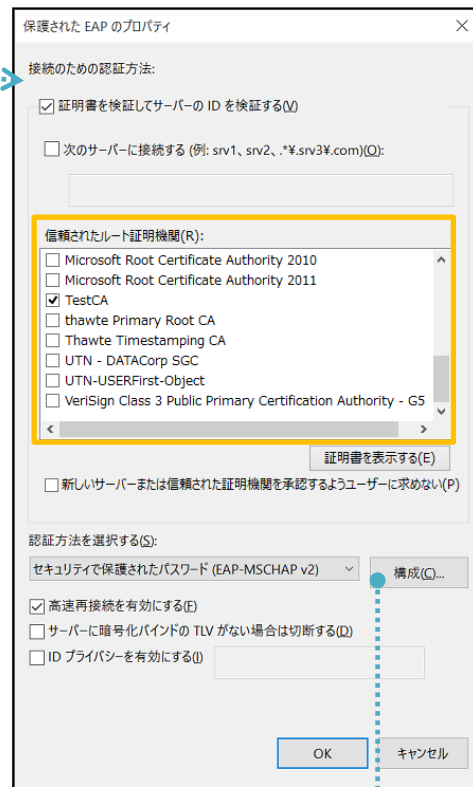 保護された EAP のプロパティ
接続のための認証方法:
証明書を検証してサーバーの ID を検証する(V)
次のサーバーに接続する (例: srv1、srv2、.*¥.srv3¥.com)(O):
信頼されたルート証明機関(R):
Microsoft Root Certificate Authority 2010
Microsoft Root Certificate Authority 2011
TestCA
thawte Primary Root CA
Thawte Timestamping CA
UTN - DATACorp SGC
UTN-USERFirst-Object
VeriSign Class 3 Public Primary Certification Authority - G5
証明書を表示する(E)
新しいサーバーまたは信頼された証明機関を承認するようユーザーに求めない(P)
認証方法を選択する(S):
セキュリティで保護されたパスワード (EAP-MSCHAP v2)
構成(C)...
高速再接続を有効にする(F)
サーバーに暗号化バインドの TLV がない場合は切断する(D)
ID プライバシーを有効にする(I)
OK
キャンセル